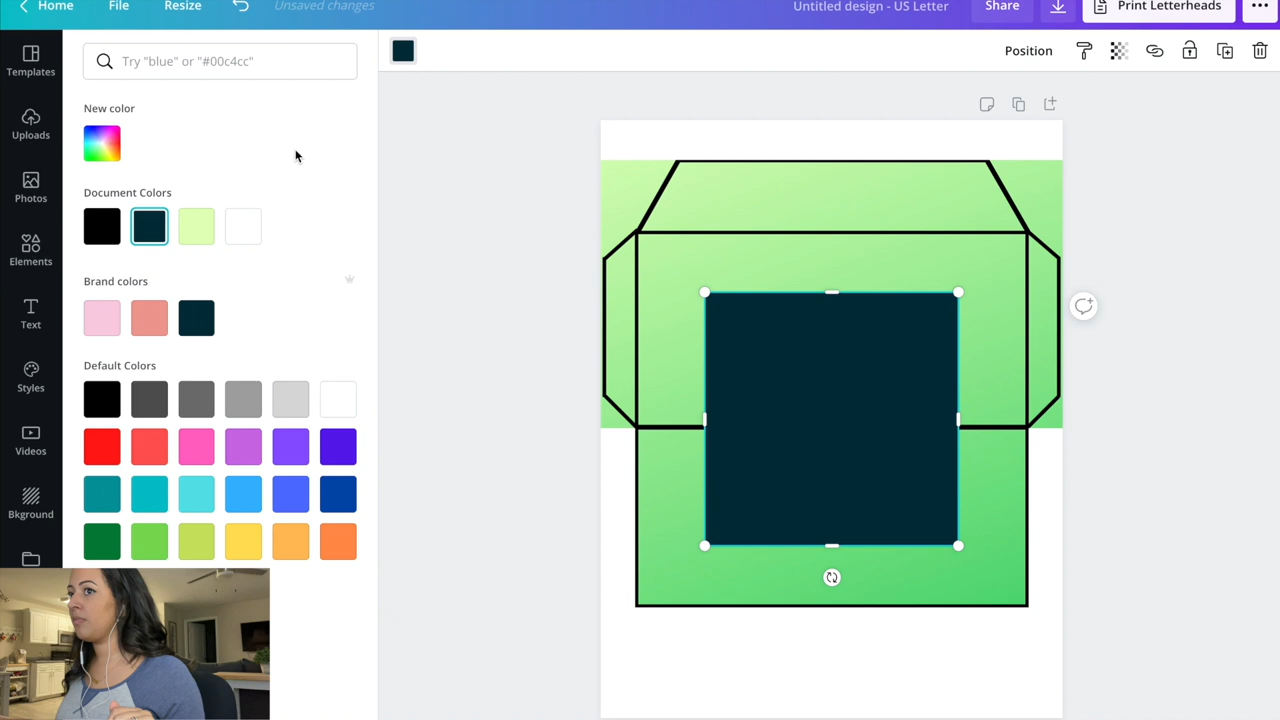 Home File Resize Unsaved changes Untitled design - US Letter Share Print Letterheads
Templates
Uploads
Photos
Elements
Text
Styles
Videos
Bkground
Try "blue" or "#00c4cc"
New color
Document Colors
Brand colors
Default Colors
Position